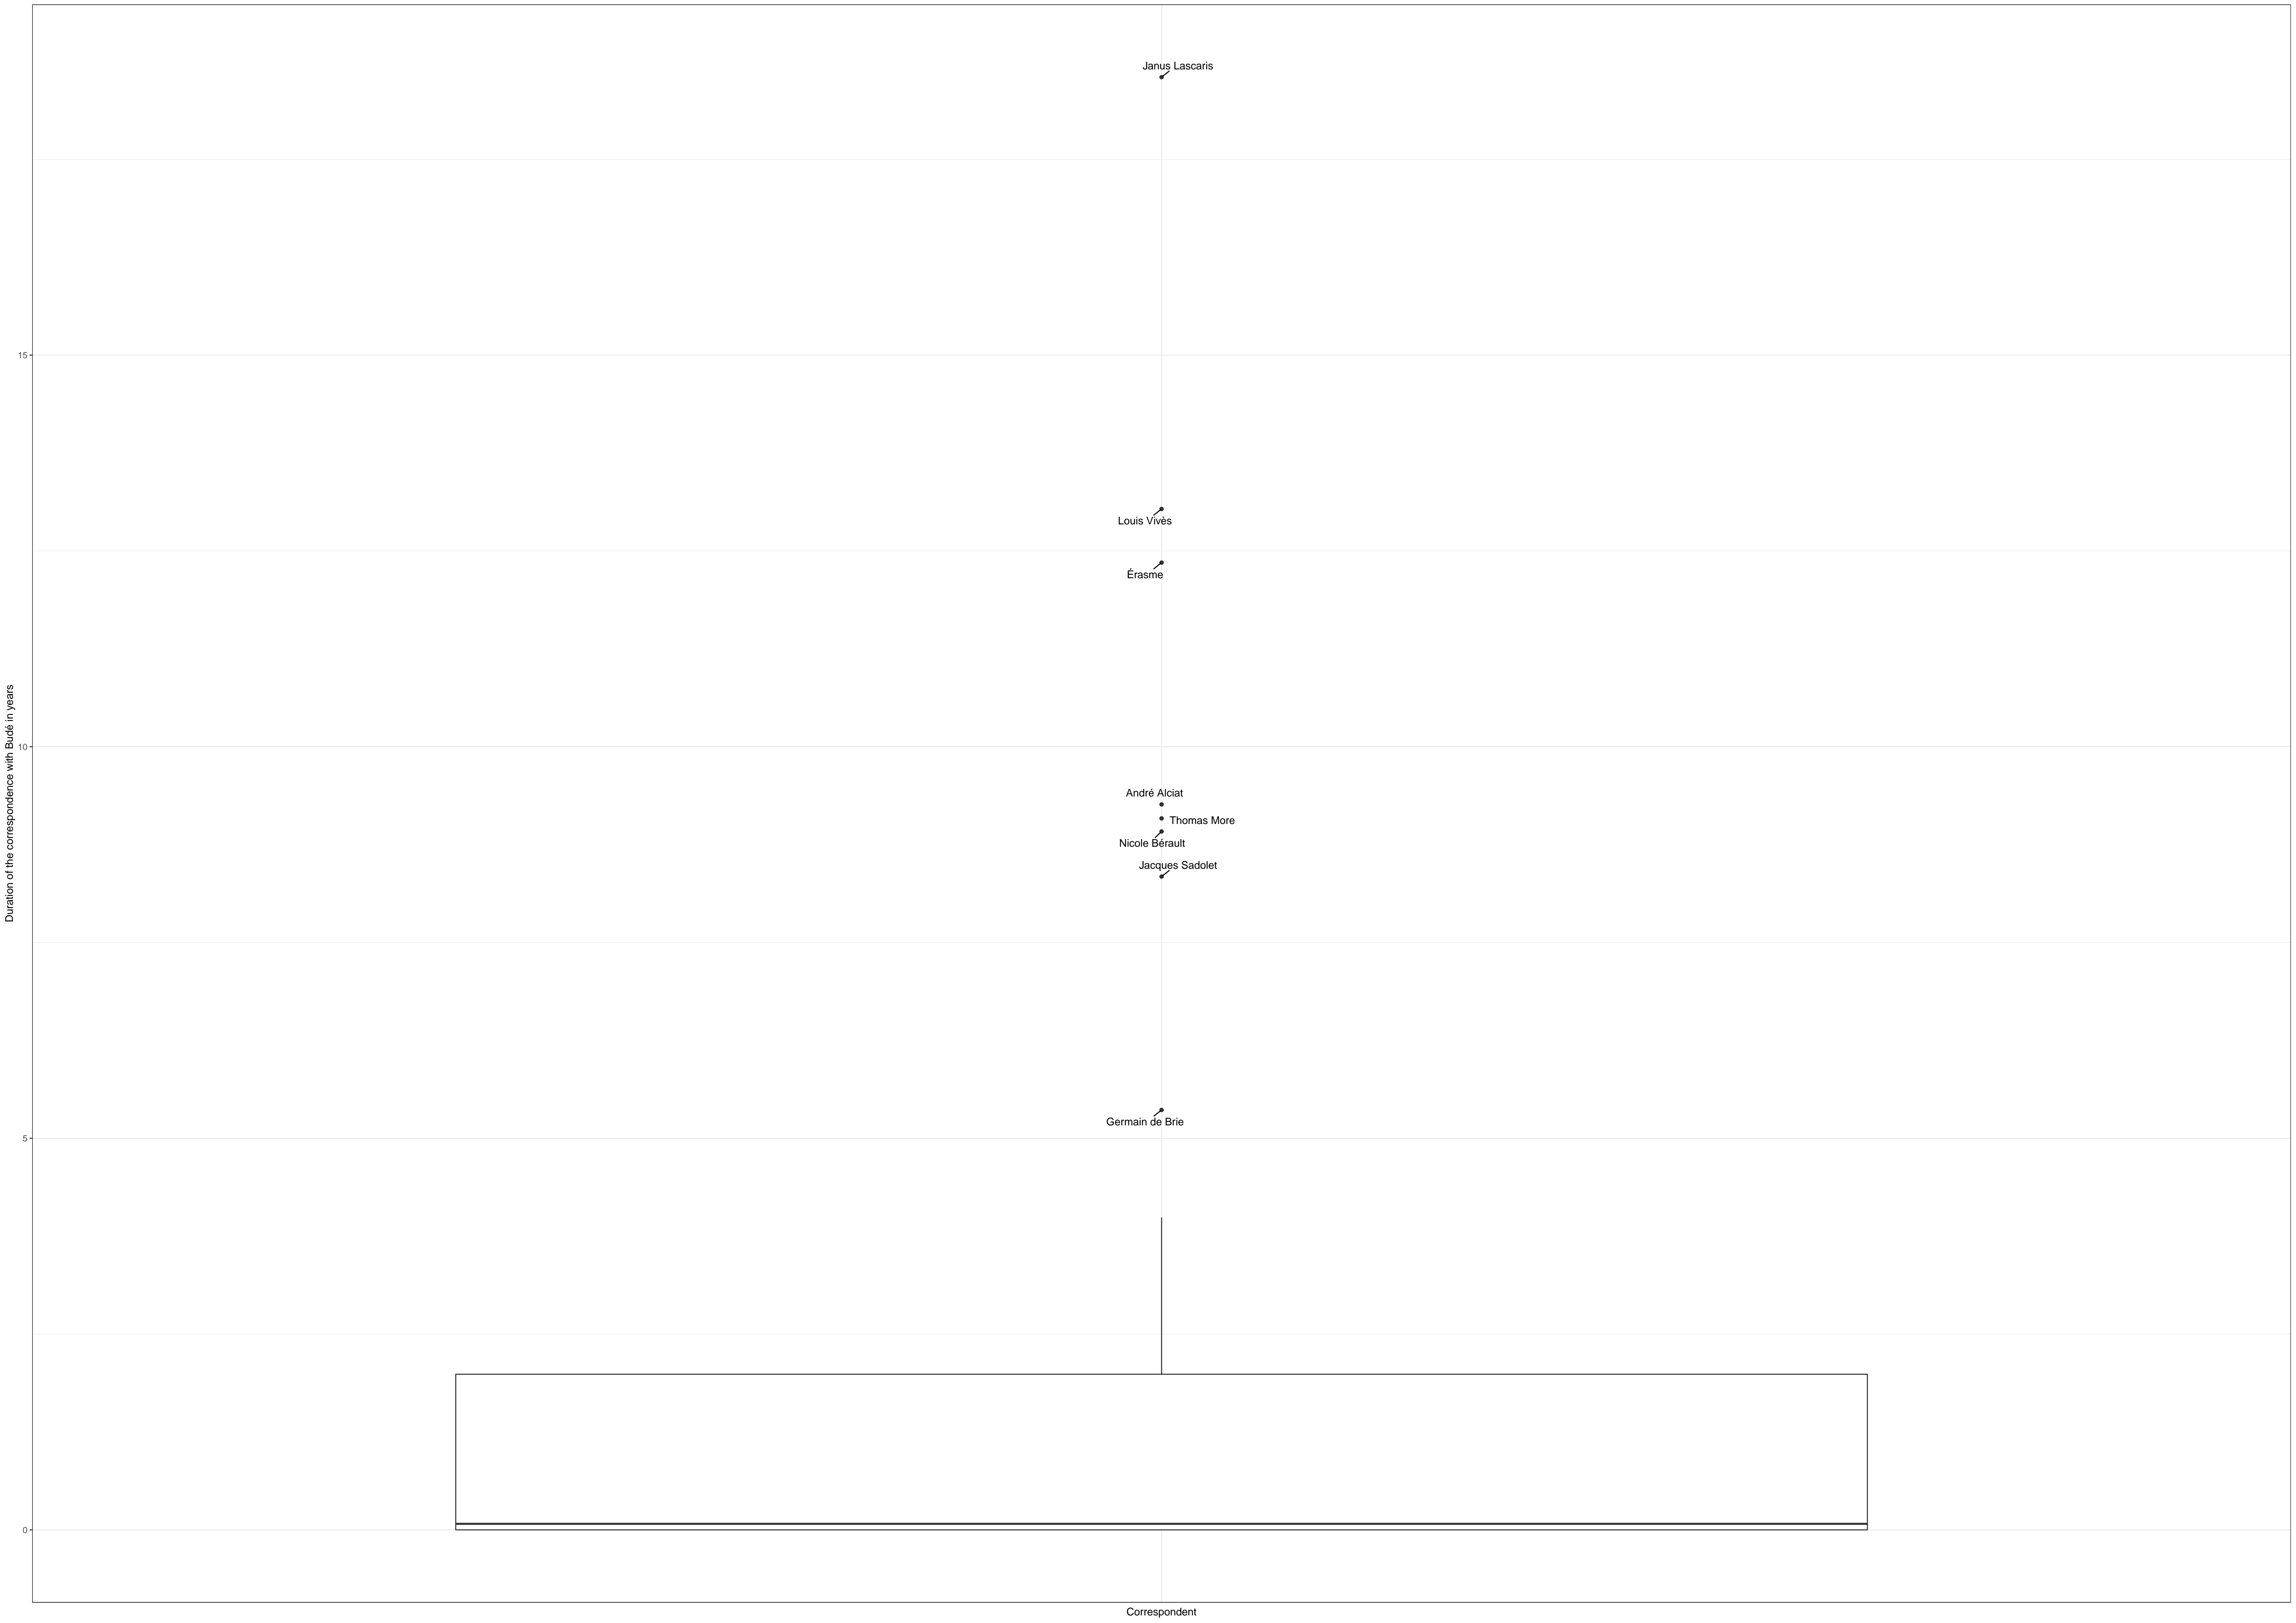 Janus Lascaris
15
Louis Vivès
Érasme
Duration of the correspondence with Budé in years
10
André Alciat
Thomas More
Nicole Bérault
Jacques Sadolet
Germain de Brie
5
0
Correspondent